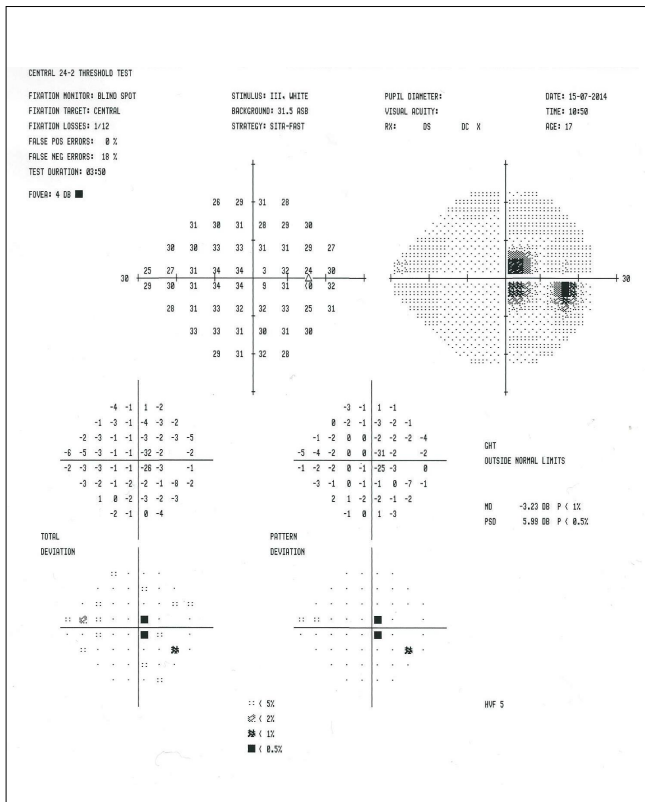 CENTRAL 24-2 THRESHOLD TEST
FIXATION MONITOR: BLIND SPOT STIMULUS: III, WHITE PUPIL DIAMETER: DATE: 15-07-2014
FIXATION TARGET: CENTRAL BACKGROUND: 31.5 ASB VISUAL ACUITY: TIME: 10:50
FIXATION LOSSES: 1/12 STRATEGY: SITA-FAST RX: DS DC X AGE: 17
FALSE POS ERRORS: 0 %
FALSE NEG ERRORS: 18 %
TEST DURATION: 03:50
FOVEA: 4 DB ■
26 29 31 28
31 30 31 28 29 30
30 30 33 33 31 31 29 27
25 27 31 34 34 3 32 24 30
30 30 30
29 30 31 34 34 9 31 <0 32
28 31 33 32 32 33 25 31
33 33 31 30 31 30
29 31 32 28
-4 -1 1 -2 -3 -1 1 -1
-1 -3 -1 -4 -3 -2 0 -2 -1 -3 -2 -1
-2 -3 -1 -1 -3 -2 -3 -5 -1 -2 0 0 -2 -2 -2 -4
-6 -5 -3 -1 -1 -32 -2 -2 -5 -4 -2 0 0 -31 -2 -2
-2 -3 -3 -1 -1 -26 -3 -1 -1 -2 -2 0 -1 -25 -3 0
-3 -2 -1 -2 -2 -1 -8 -2 -3 -1 0 -1 -1 0 -7 -1
1 0 -2 -3 -2 -3 2 1 -2 -2 -1 -2
-2 -1 0 -4 -1 0 1 -3
GHT
OUTSIDE NORMAL LIMITS
MD -3.23 DB P < 1%
PSD 5.99 DB P < 0.5%
TOTAL DEVIATION
PATTERN DEVIATION
< 5%
< 2%
< 1%
■ < 0.5%
HVF 5